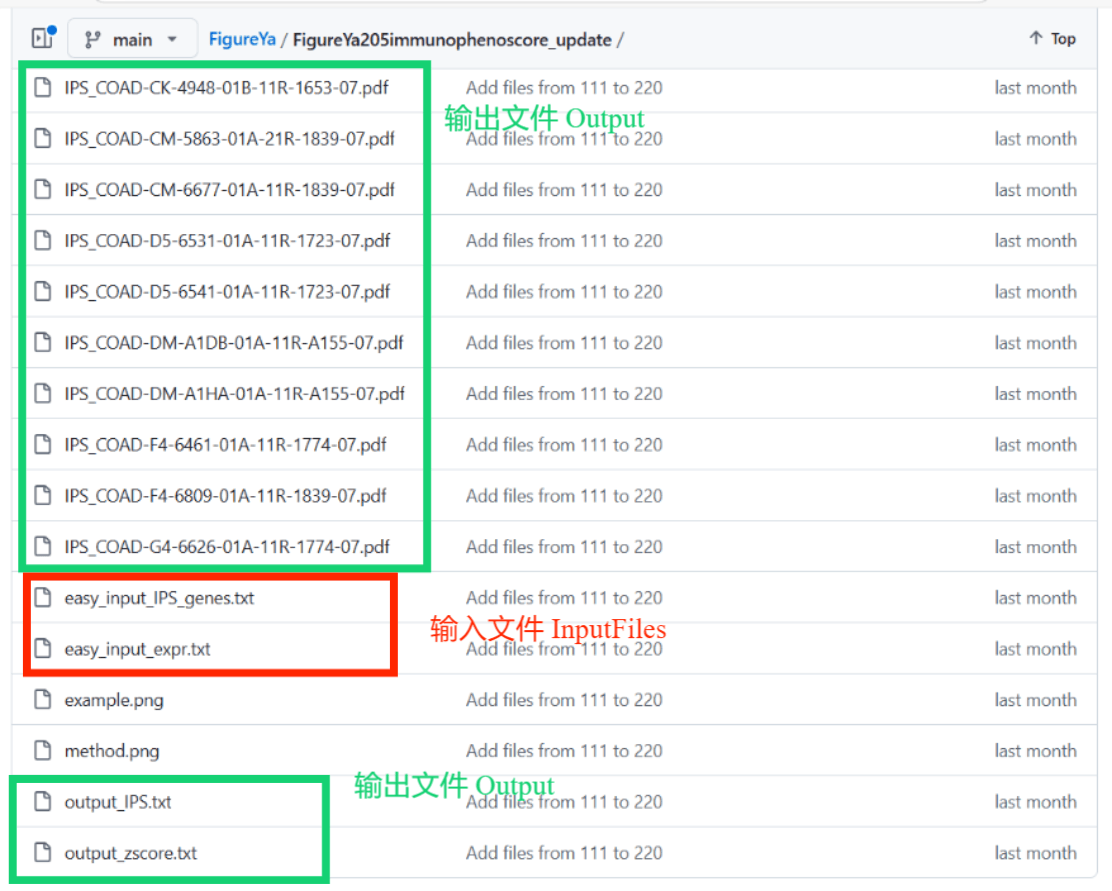 main FigureYa / FigureYa205immunophenoscore_update / Top
IPS_COAD-CK-4948-01B-11R-1653-07.pdf Add files from 111 to 220 last month
输出文件 Output
IPS_COAD-CM-5863-01A-21R-1839-07.pdf Add files from 111 to 220 last month
IPS_COAD-CM-6677-01A-11R-1839-07.pdf Add files from 111 to 220 last month
IPS_COAD-D5-6531-01A-11R-1723-07.pdf Add files from 111 to 220 last month
IPS_COAD-D5-6541-01A-11R-1723-07.pdf Add files from 111 to 220 last month
IPS_COAD-DM-A1DB-01A-11R-A155-07.pdf Add files from 111 to 220 last month
IPS_COAD-DM-A1HA-01A-11R-A155-07.pdf Add files from 111 to 220 last month
IPS_COAD-F4-6461-01A-11R-1774-07.pdf Add files from 111 to 220 last month
IPS_COAD-F4-6809-01A-11R-1839-07.pdf Add files from 111 to 220 last month
IPS_COAD-G4-6626-01A-11R-1774-07.pdf Add files from 111 to 220 last month
easy_input_IPS_genes.txt Add files from 111 to 220 last month
输入文件 InputFiles
easy_input_expr.txt Add files from 111 to 220 last month
example.png Add files from 111 to 220 last month
method.png Add files from 111 to 220 last month
输出文件 Output
output_IPS.txt Add files from 111 to 220 last month
output_zscore.txt Add files from 111 to 220 last month